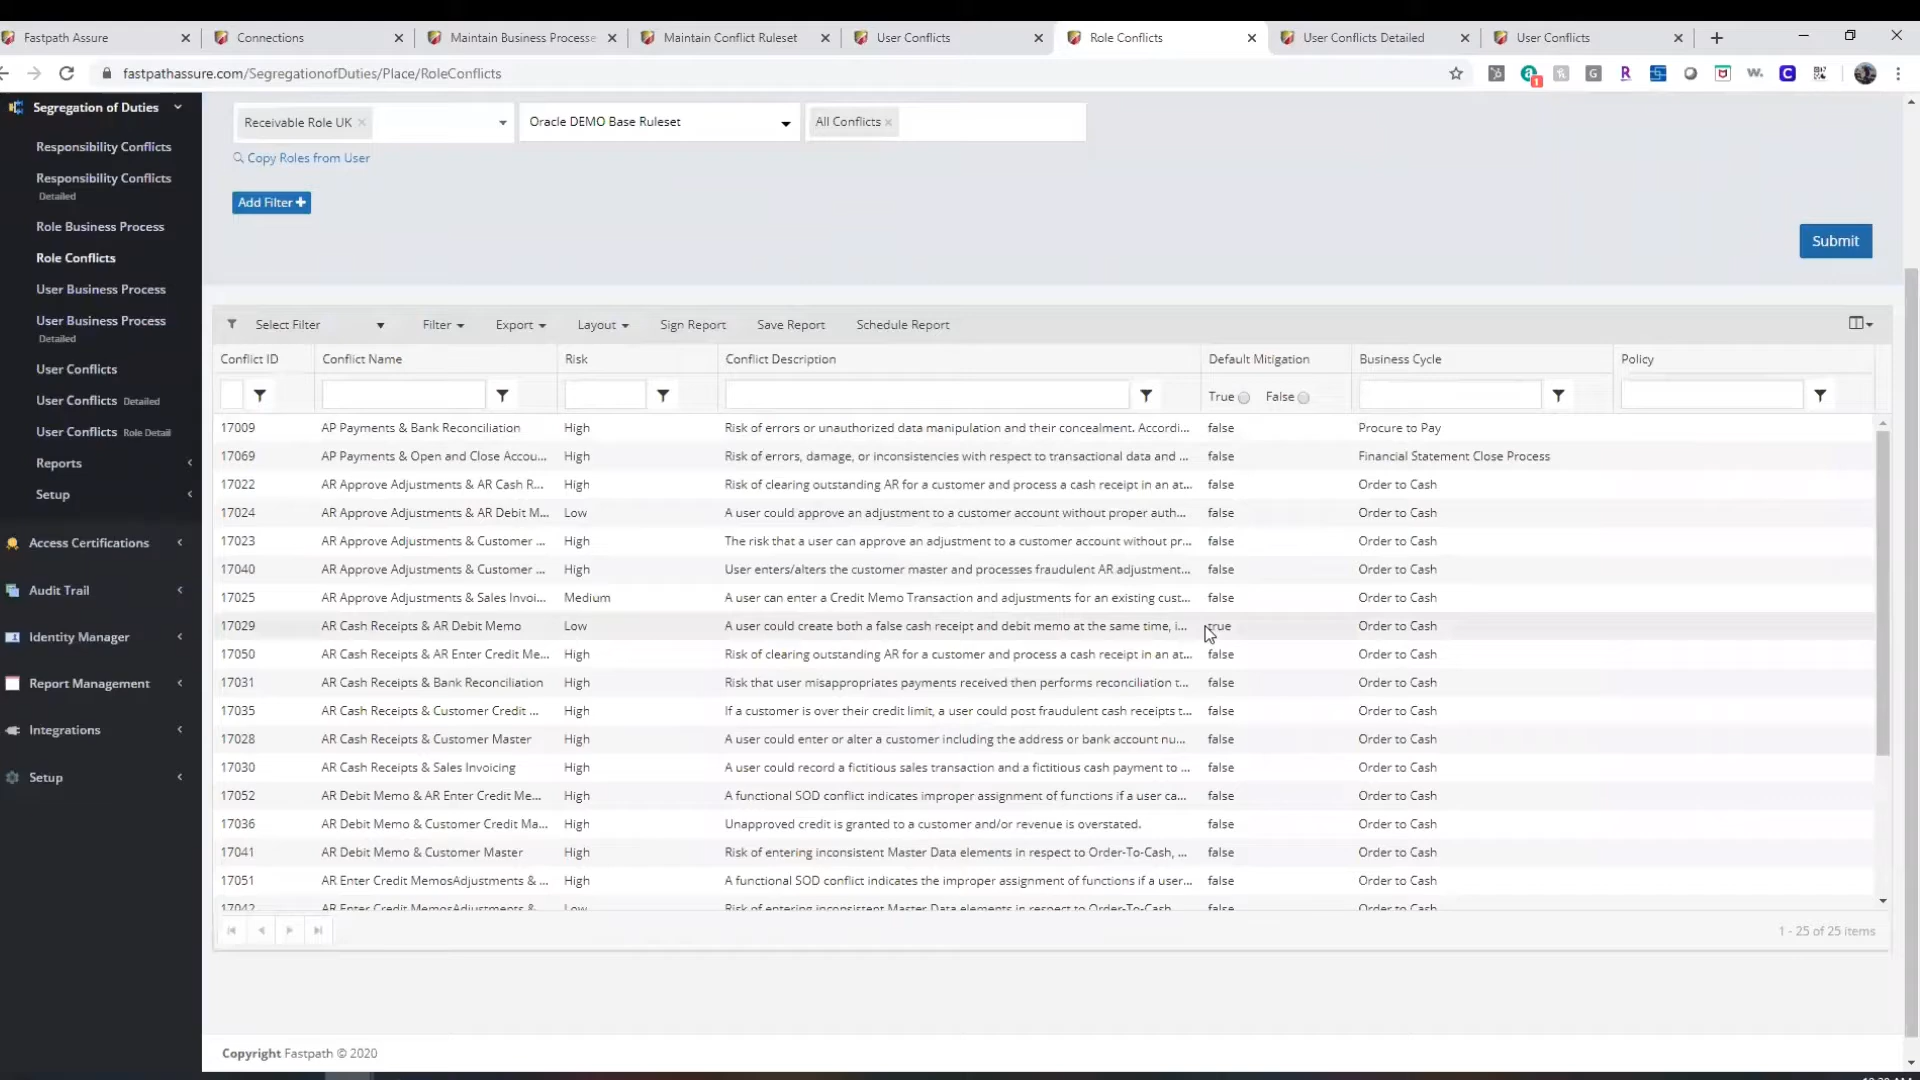 Fastpath Assure
Connections
Maintain Business Processe
Maintain Conflict Ruleset
User Conflicts
Role Conflicts
User Conflicts Detailed
User Conflicts
fastpathassure.com/SegregationofDuties/Place/RoleConflicts
Segregation of Duties
Responsibility Conflicts
Responsibility Conflicts
Detailed
Role Business Process
Role Conflicts
User Business Process
User Business Process
Detailed
User Conflicts
User Conflicts Detailed
User Conflicts Role Detail
Reports
Setup
Access Certifications
Audit Trail
Identity Manager
Report Management
Integrations
Setup
Receivable Role UK
Oracle DEMO Base Ruleset
All Conflicts
Copy Roles from User
Add Filter
Submit
Select Filter Filter Export Layout Sign Report Save Report Schedule Report
Conflict ID Conflict Name Risk Conflict Description Default Mitigation Business Cycle Policy
True False
17009 AP Payments & Bank Reconciliation High Risk of errors or unauthorized data manipulation and their concealment. Accordi... false Procure to Pay
17069 AP Payments & Open and Close Accou... High Risk of errors, damage, or inconsistencies with respect to transactional data and ... false Financial Statement Close Process
17022 AR Approve Adjustments & AR Cash R... High Risk of clearing outstanding AR for a customer and process a cash receipt in an at... false Order to Cash
17024 AR Approve Adjustments & AR Debit M... Low A user could approve an adjustment to a customer account without proper auth... false Order to Cash
17023 AR Approve Adjustments & Customer ... High The risk that a user can approve an adjustment to a customer account without pr... false Order to Cash
17040 AR Approve Adjustments & Customer ... High User enters/alters the customer master and processes fraudulent AR adjustment... false Order to Cash
17025 AR Approve Adjustments & Sales Invoi... Medium A user can enter a Credit Memo Transaction and adjustments for an existing cust... false Order to Cash
17029 AR Cash Receipts & AR Debit Memo Low A user could create both a false cash receipt and debit memo at the same time, i... true Order to Cash
17050 AR Cash Receipts & AR Enter Credit Me... High Risk of clearing outstanding AR for a customer and process a cash receipt in an at... false Order to Cash
17031 AR Cash Receipts & Bank Reconciliation High Risk that user misappropriates payments received then performs reconciliation t... false Order to Cash
17035 AR Cash Receipts & Customer Credit ... High If a customer is over their credit limit, a user could post fraudulent cash receipts t... false Order to Cash
17028 AR Cash Receipts & Customer Master High A user could enter or alter a customer including the address or bank account nu... false Order to Cash
17030 AR Cash Receipts & Sales Invoicing High A user could record a fictitious sales transaction and a fictitious cash payment to ... false Order to Cash
17052 AR Debit Memo & AR Enter Credit Me... High A functional SOD conflict indicates improper assignment of functions if a user ca... false Order to Cash
17036 AR Debit Memo & Customer Credit Ma... High Unapproved credit is granted to a customer and/or revenue is overstated. false Order to Cash
17041 AR Debit Memo & Customer Master High Risk of entering inconsistent Master Data elements in respect to Order-To-Cash, ... false Order to Cash
17051 AR Enter Credit MemosAdjustments & ... High A functional SOD conflict indicates the improper assignment of functions if a user... false Order to Cash
17042 AR Enter Credit MemosAdjustments & Low Risk of entering inconsistent Master Data elements in respect to Order-To-Cash false Order to Cash
1 - 25 of 25 items
Copyright Fastpath © 2020